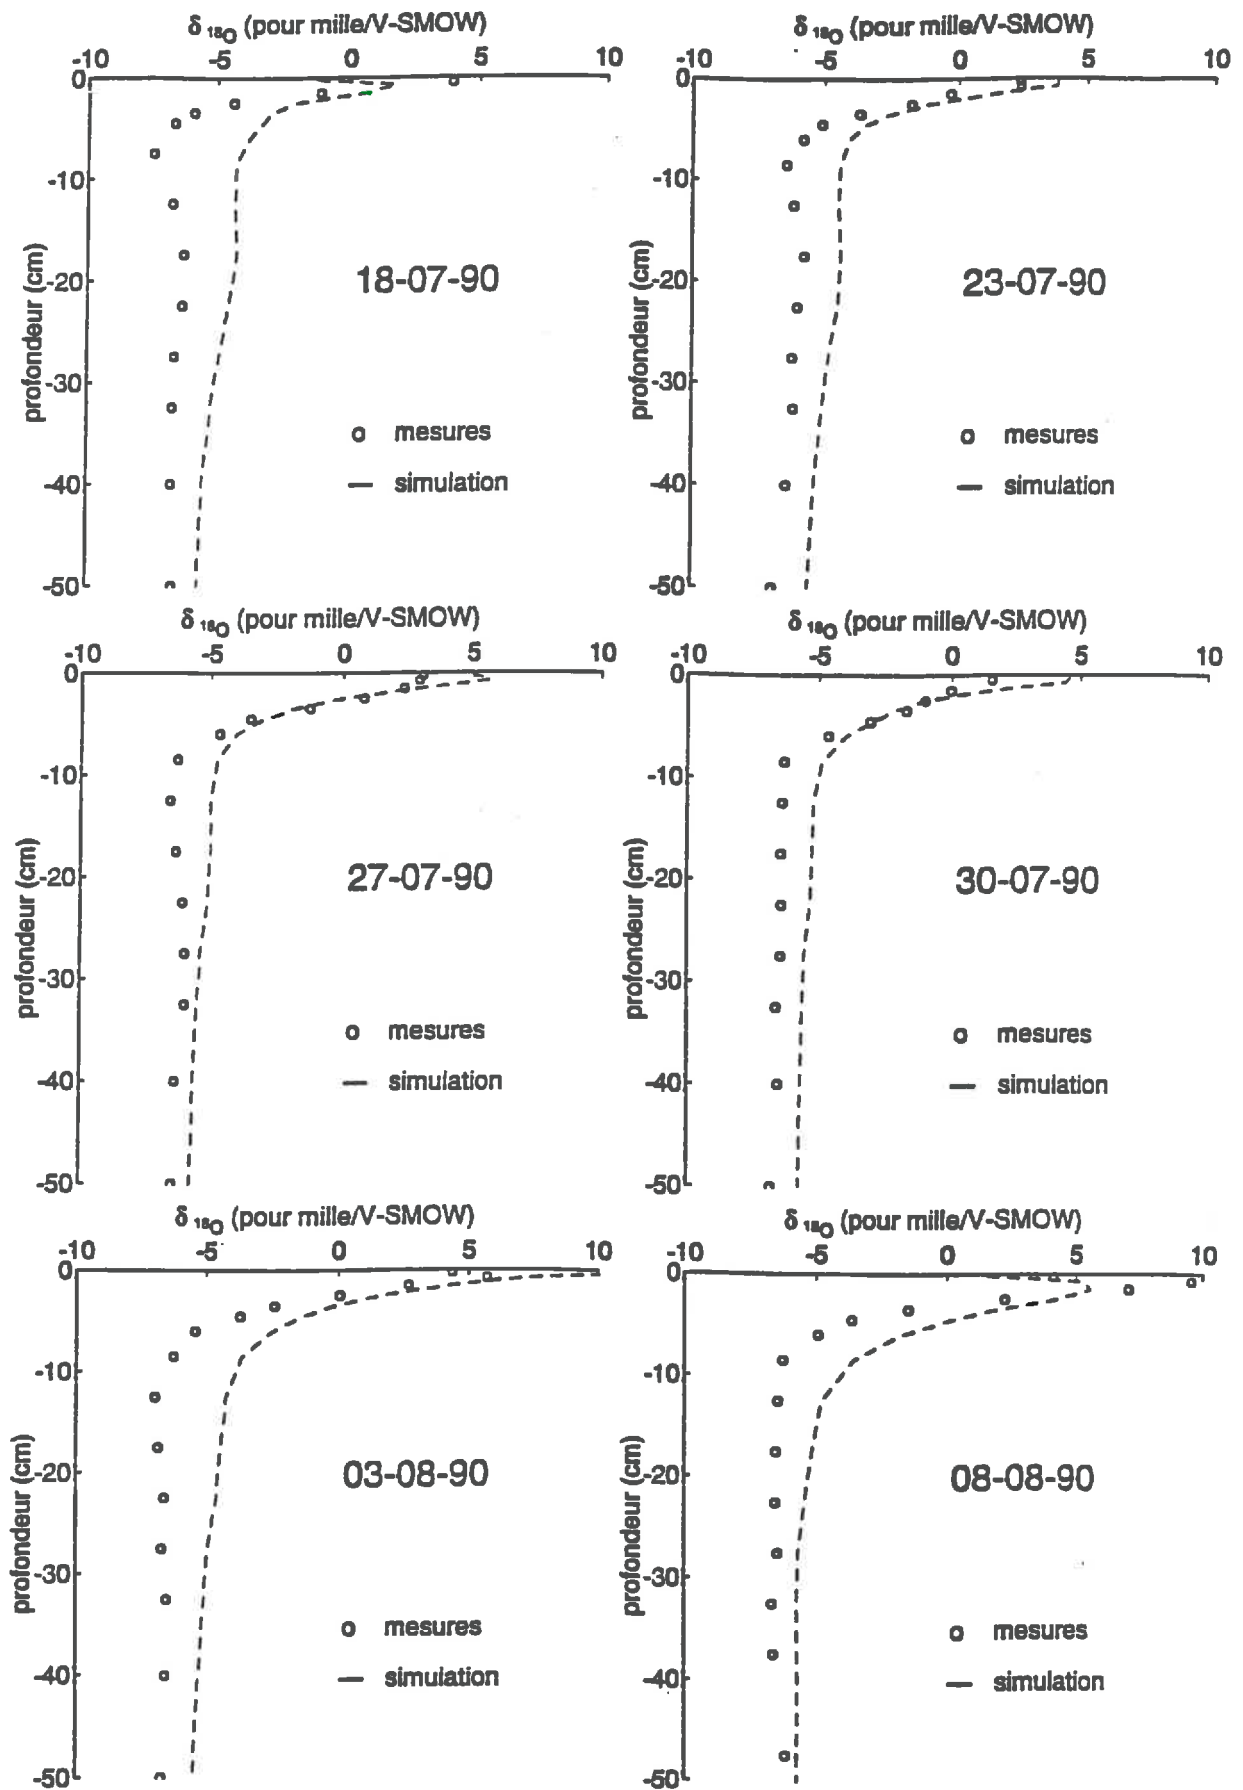 δ 18O (pour mille/V-SMOW)
-10 -5 0 5 10
0
-10
-20
-30
-40
-50
profondeur (cm)
18-07-90
o mesures
— simulation
δ 18O (pour mille/V-SMOW)
-10 -5 0 5 10
0
-10
-20
-30
-40
-50
profondeur (cm)
23-07-90
o mesures
— simulation
δ 18O (pour mille/V-SMOW)
-10 -5 0 5 10
0
-10
-20
-30
-40
-50
profondeur (cm)
27-07-90
o mesures
— simulation
δ 18O (pour mille/V-SMOW)
-10 -5 0 5 10
0
-10
-20
-30
-40
-50
profondeur (cm)
30-07-90
o mesures
— simulation
δ 18O (pour mille/V-SMOW)
-10 -5 0 5 10
0
-10
-20
-30
-40
-50
profondeur (cm)
03-08-90
o mesures
— simulation
δ 18O (pour mille/V-SMOW)
-10 -5 0 5 10
0
-10
-20
-30
-40
-50
profondeur (cm)
08-08-90
o mesures
— simulation